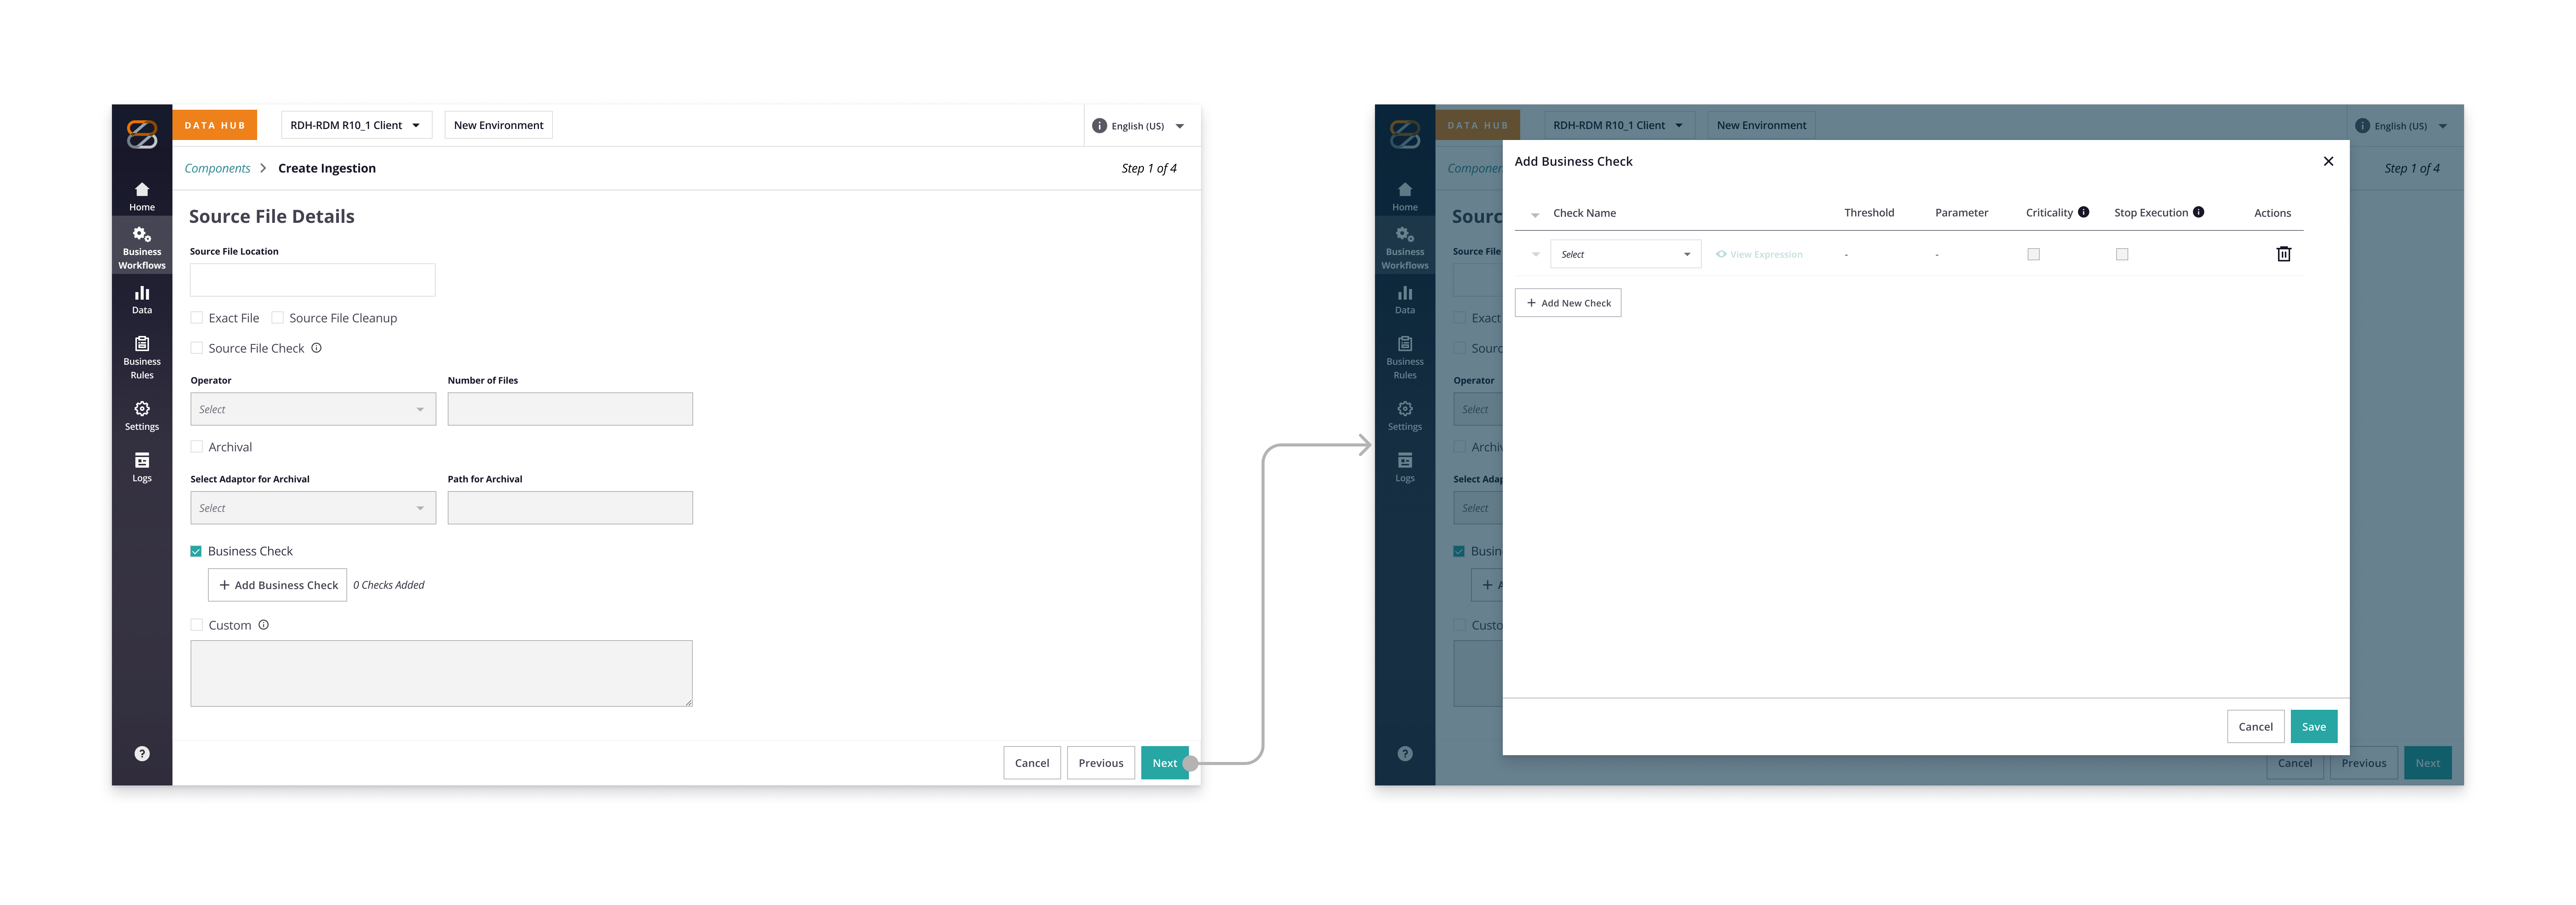 DATA HUB
RDH-RDM R10_1 Client
New Environment
English (US)
Components > Create Ingestion
Step 1 of 4
Home
Business
Workflows
Data
Business
Rules
Settings
Logs
Source File Details
Source File Location
Exact File
Source File Cleanup
Source File Check
Operator
Number of Files
Select
Archival
Select Adaptor for Archival
Path for Archival
Select
Business Check
+ Add Business Check
0 Checks Added
Custom
Cancel
Previous
Next
DATA HUB
RDH-RDM R10_1 Client
New Environment
English (US)
Componen
Step 1 of 4
Home
Business
Workflows
Data
Business
Rules
Settings
Logs
Sourc
Source File
Exact
Sourc
Operator
Select
Archiv
Select Adap
Select
Busin
+ A
Custo
Cancel
Previous
Next
Add Business Check
Check Name
Threshold
Parameter
Criticality
Stop Execution
Actions
Select
View Expression
-
-
+ Add New Check
Cancel
Save